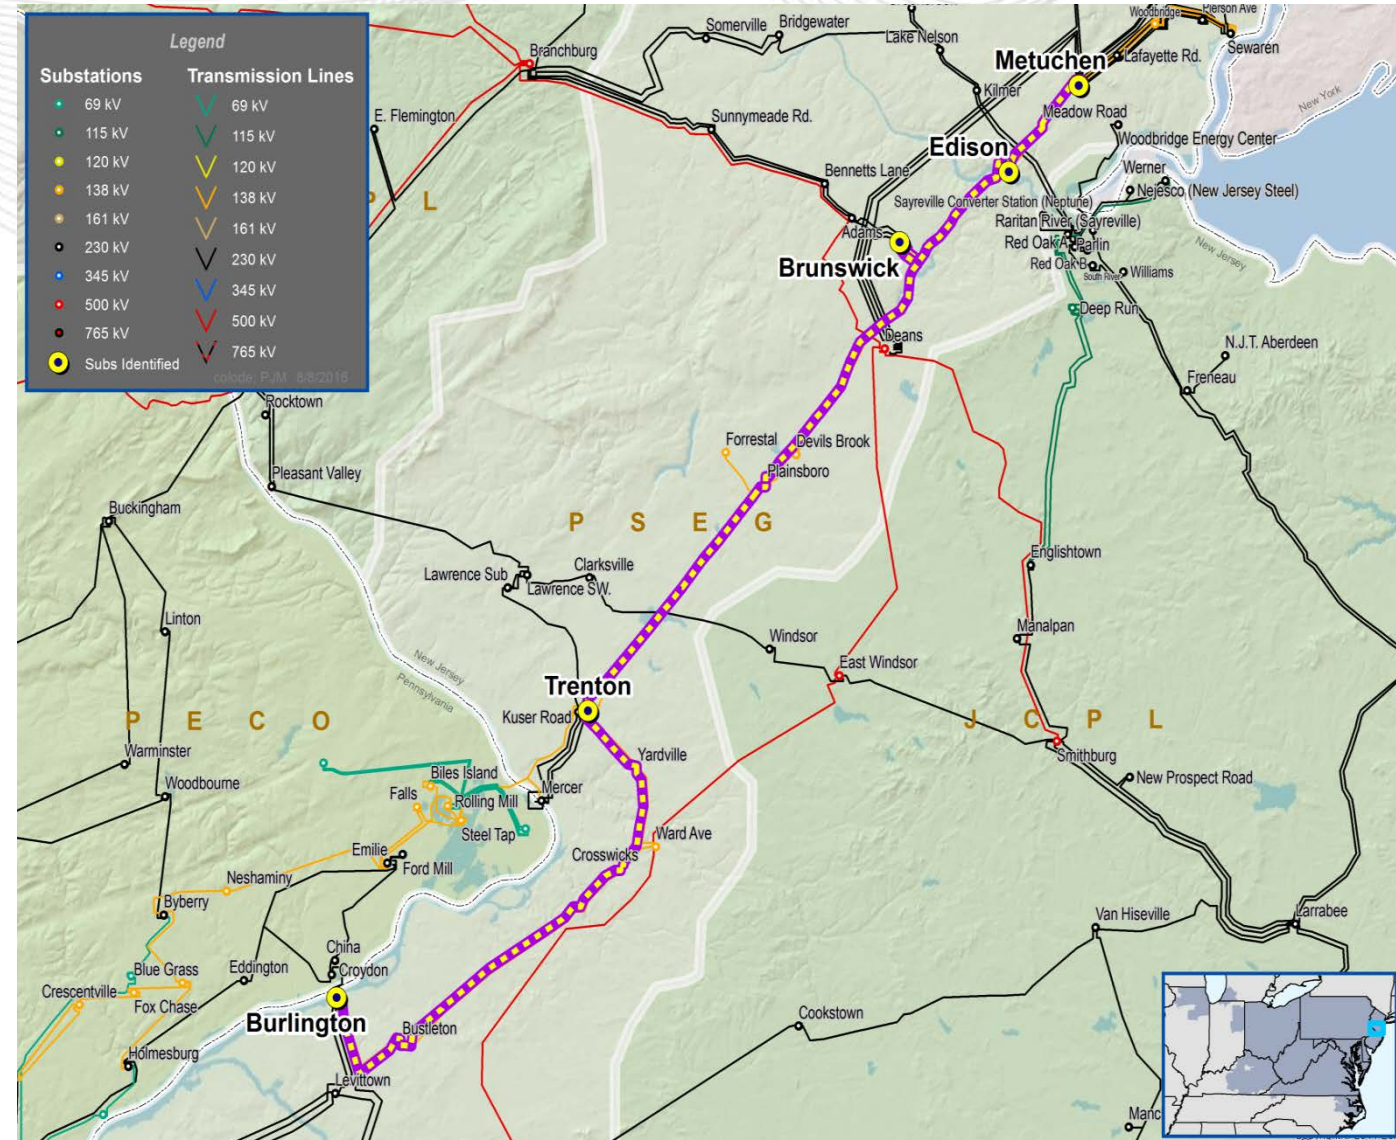 Legend
Substations
Transmission Lines
69 kV
69 kV
115 kV
115 kV
120 kV
120 kV
138 kV
138 kV
161 kV
161 kV
230 kV
230 kV
345 kV
345 kV
500 kV
500 kV
765 kV
765 kV
Subs Identified
colode, PJM 8/8/2016
Branchburg
Somerville
Bridgewater
Lake Nelson
Woodbridge
Pierson Ave
Sewaren
Lafayette Rd.
Metuchen
Kilmer
Meadow Road
New York
E. Flemington
Sunnymeade Rd.
Woodbridge Energy Center
Edison
Werner
Bennetts Lane
Nejesco (New Jersey Steel)
P L
Sayreville Converter Station (Neptune)
Raritan River (Sayreville)
Adams
Red Oak A
Parlin
New Jersey
Brunswick
Red Oak B
South River
Williams
Deep Run
Deans
N.J.T. Aberdeen
Freneau
Rocktown
Forrestal
Devils Brook
Plainsboro
Pleasant Valley
Buckingham
P S E G
Englishtown
Clarksville
Lawrence Sub
Lawrence SW.
Linton
Manalpan
Windsor
New Jersey
Pennsylvania
East Windsor
Trenton
Kuser Road
P E C O
J C P L
Warminster
Yardville
Smithburg
Woodbourne
Biles Island
Mercer
New Prospect Road
Falls
Rolling Mill
Steel Tap
Ward Ave
Emilie
Crosswicks
Ford Mill
Neshaminy
Byberry
Van Hiseville
Larrabee
China
Blue Grass
Eddington
Croydon
Crescentville
Fox Chase
Burlington
Bustleton
Cookstown
Holmesburg
Levittown
Manc